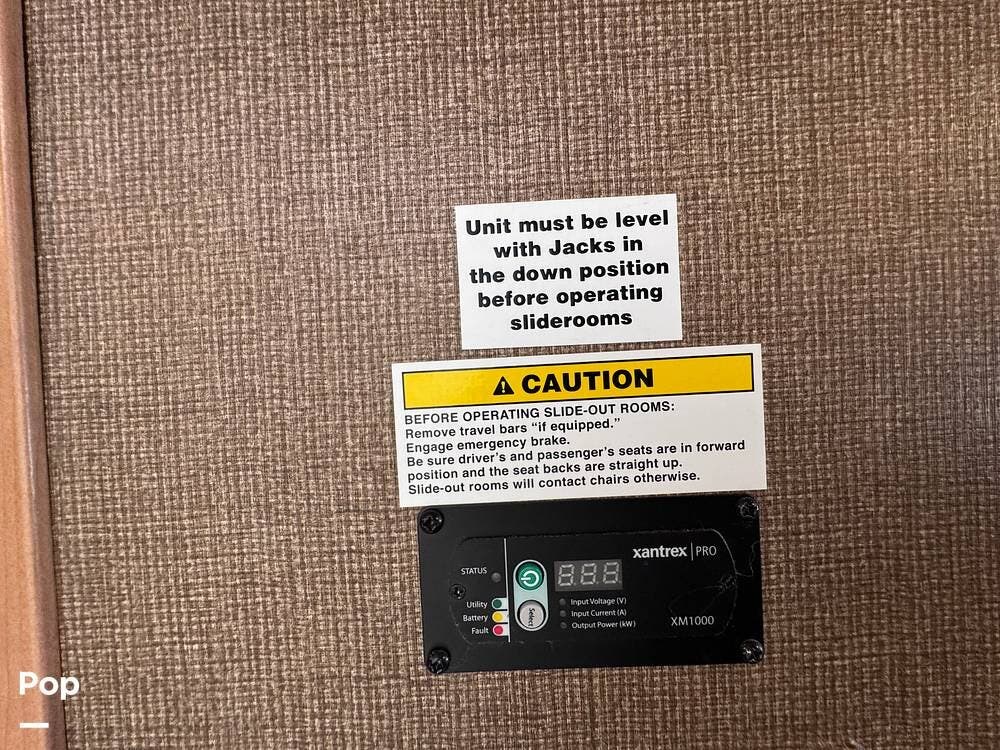 Unit must be level
with Jacks in
the down position
before operating
sliderooms
CAUTION
BEFORE OPERATING SLIDE-OUT ROOMS:
Remove travel bars “if equipped.”
Engage emergency brake.
Be sure driver’s and passenger’s seats are in forward
position and the seat backs are straight up.
Slide-out rooms will contact chairs otherwise.
xantrex PRO
STATUS
Utility
Battery
Fault
Select
Input Voltage (V)
Input Current (A)
Output Power (kW)
XM1000
Pop